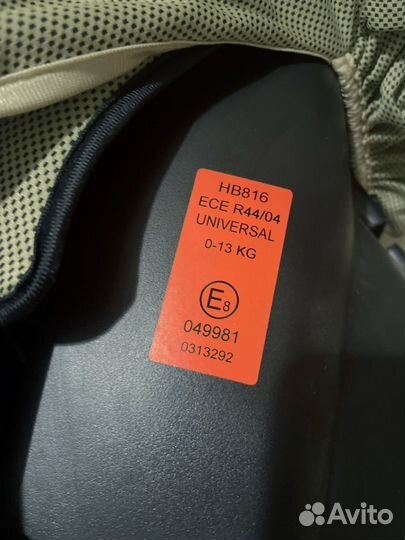 HB816
ECE R44/04
UNIVERSAL
0-13 KG
E8
049981
0313292
Avito